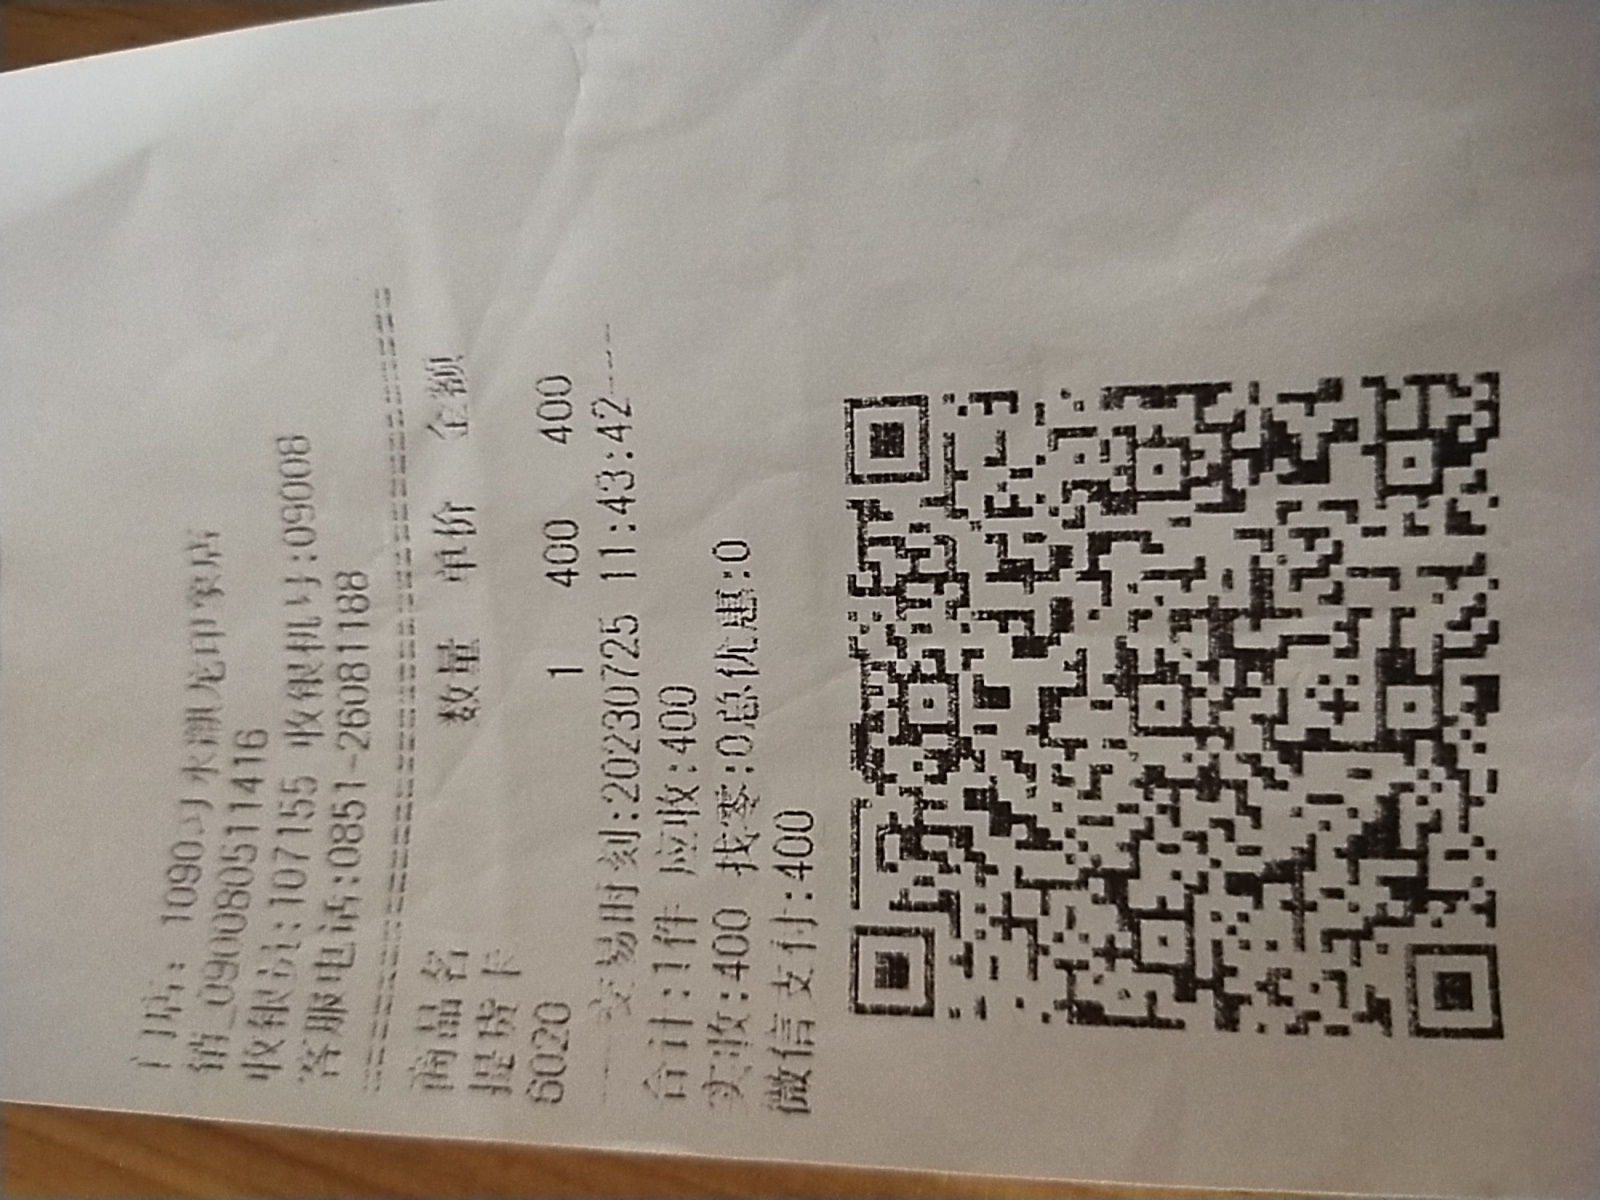 门店: 1090号水濑龙印象店
销_0900805114​16
收银员:107155 收银机号:09008
客服电话:0851-26081188
商品名 数量 单价 金额
提货卡
6020 1 400 400
交易时刻:20230725 11:43:42
合计:1件 应收:400
实收:400 找零:0总优惠:0
微信支付:400